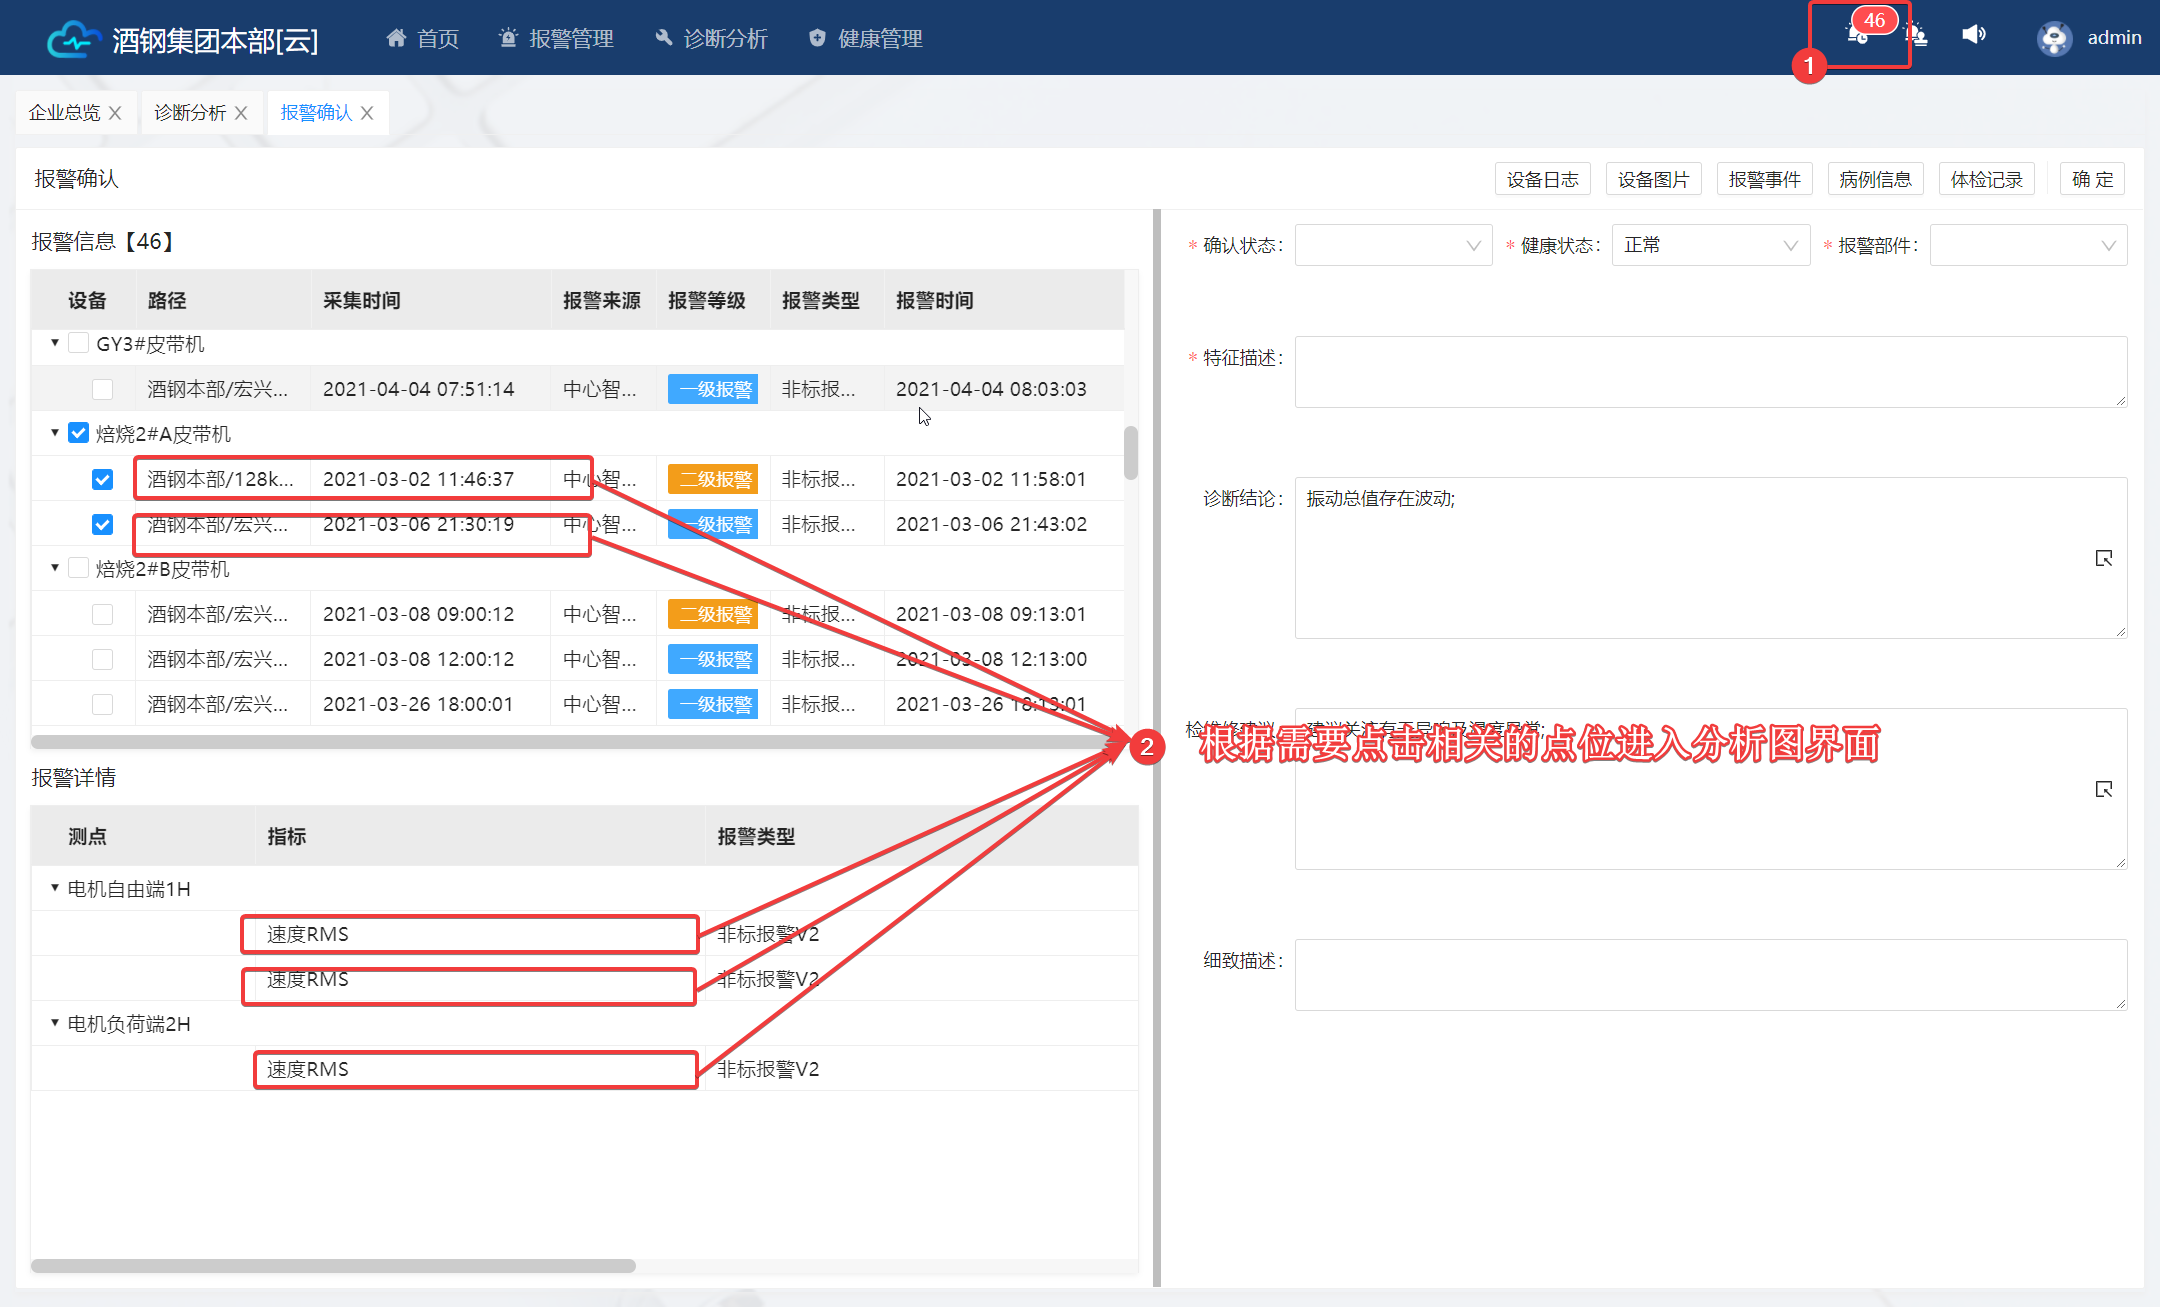 酒钢集团本部[云] 首页 报警管理 诊断分析 健康管理 46 admin
1
企业总览 诊断分析 报警确认
报警确认 设备日志 设备图片 报警事件 病例信息 体检记录 确 定
报警信息【46】
设备 路径 采集时间 报警来源 报警等级 报警类型 报警时间
GY3#皮带机
酒钢本部/宏兴... 2021-04-04 07:51:14 中心智... 一级报警 非标报... 2021-04-04 08:03:03
焙烧2#A皮带机
酒钢本部/128k... 2021-03-02 11:46:37 中心智... 二级报警 非标报... 2021-03-02 11:58:01
酒钢本部/宏兴... 2021-03-06 21:30:19 中心智... 一级报警 非标报... 2021-03-06 21:43:02
焙烧2#B皮带机
酒钢本部/宏兴... 2021-03-08 09:00:12 中心智... 二级报警 非标报... 2021-03-08 09:13:01
酒钢本部/宏兴... 2021-03-08 12:00:12 中心智... 一级报警 非标报... 2021-03-08 12:13:00
酒钢本部/宏兴... 2021-03-26 18:00:01 中心智... 一级报警 非标报... 2021-03-26 18:13:01
报警详情
测点 指标 报警类型
电机自由端1H
速度RMS 非标报警V2
速度RMS 非标报警V2
电机负荷端2H
速度RMS 非标报警V2
* 确认状态: * 健康状态: 正常 * 报警部件:
* 特征描述:
诊断结论: 振动总值存在波动;
2 根据需要点击相关的点位进入分析图界面
细致描述: